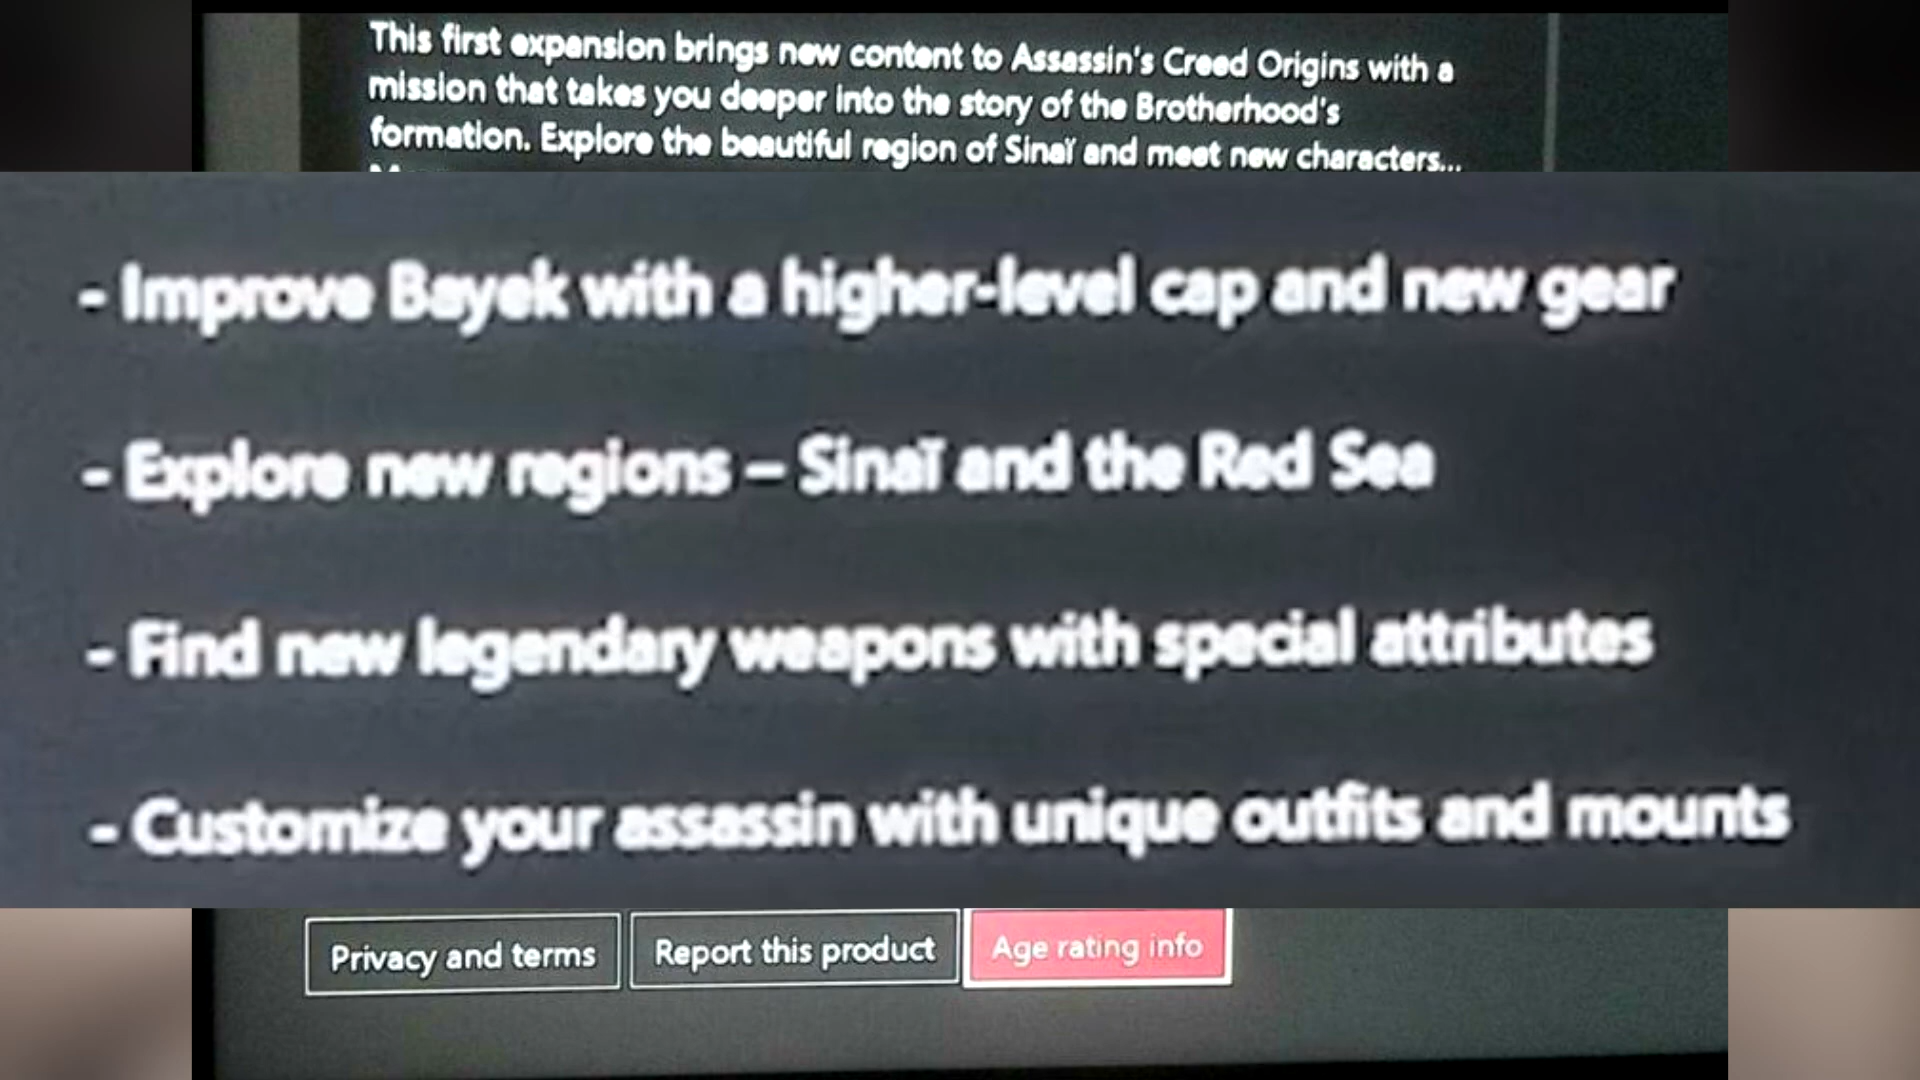 This first expansion brings new content to Assassin's Creed Origins with a
mission that takes you deeper into the story of the Brotherhood's
formation. Explore the beautiful region of Sinaï and meet new characters...
- Improve Bayek with a higher-level cap and new gear
- Explore new regions – Sinaï and the Red Sea
- Find new legendary weapons with special attributes
- Customize your assassin with unique outfits and mounts
Privacy and terms
Report this product
Age rating info